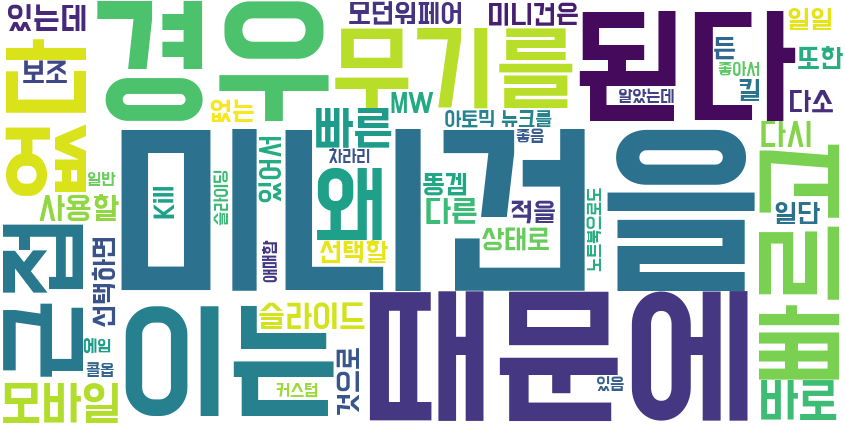 있는데
경우
모던워페어
미니건은
된다
일일
한
보조
무기를
든
좋아서
킬
또한
알았는데
다소
없는
MW
아토믹 뉴크를
좋음
빠른
다시
미니건을
차라리
있어서
일반
사용할
Kill
슬라이딩
왜
똥겜
다른
적을
일단
상태로
선택할
노트북으로도
애매함
선택하면
근접
이는
슬라이드
때문에
에임
콜옵
모바일
커스텀
것으로
있음
바로